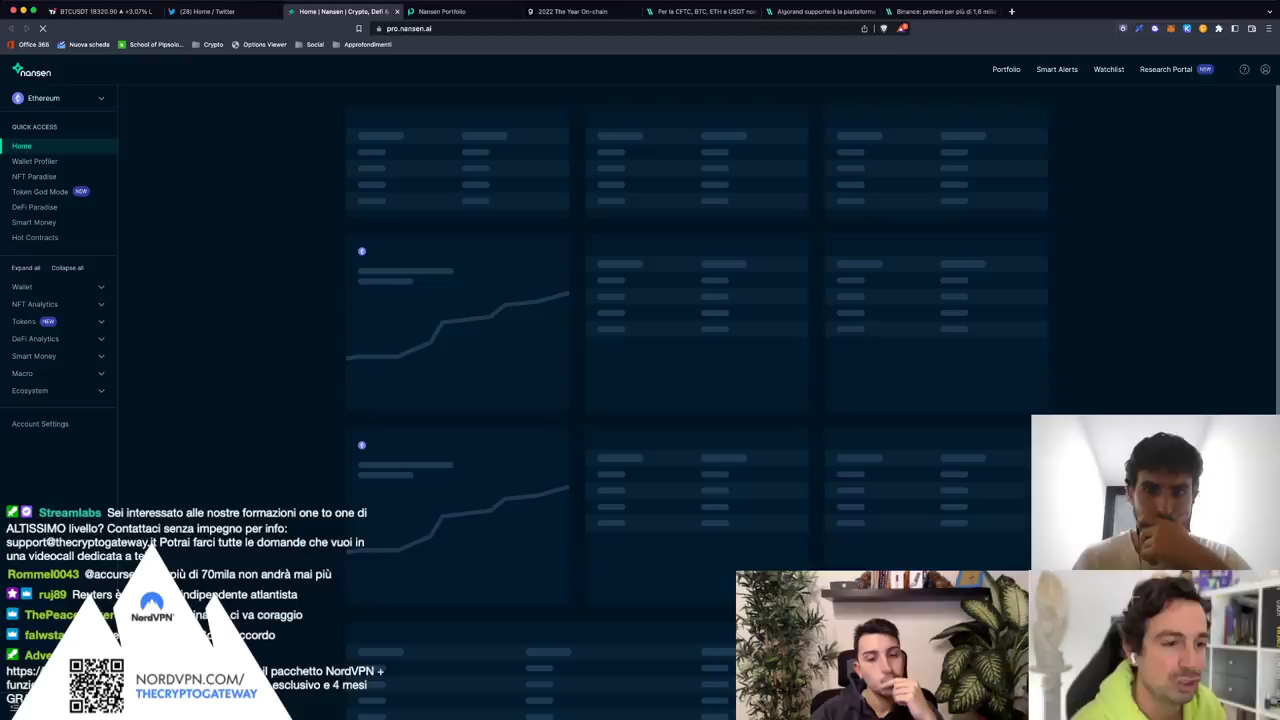 BTCUSDT 18320.90 ▲ +3.07% L
(28) Home / Twitter
Home | Nansen | Crypto, Defi &
Nansen Portfolio
2022 The Year On-chain
Per la CFTC, BTC, ETH e USDT non
Algorand supporterà la piattaform
Binance: prelievi per più di 1,6 mili
pro.nansen.ai
Office 365
Nuova scheda
School of Pipsolo...
Crypto
Options Viewer
Social
Approfondimenti
nansen
Portfolio
Smart Alerts
Watchlist
Research Portal NEW
Ethereum
QUICK ACCESS
Home
Wallet Profiler
NFT Paradise
Token God Mode NEW
DeFi Paradise
Smart Money
Hot Contracts
Expand all Collapse all
Wallet
NFT Analytics
Tokens NEW
DeFi Analytics
Smart Money
Macro
Ecosystem
Account Settings
Streamlabs Sei interessato alle nostre formazioni one to one di
ALTISSIMO livello? Contattaci senza impegno per info:
support@thecryptogateway.it Potrai farci tutte le domande che vuoi in
una videocall dedicata a te
Rommel0043 più di 70mila non andrà mai più
ruj89 Reuters indipendente atlantista
ci va coraggio
il pacchetto NordVPN +
esclusivo e 4 mesi
NordVPN
NORDVPN.COM/
THECRYPTOGATEWAY